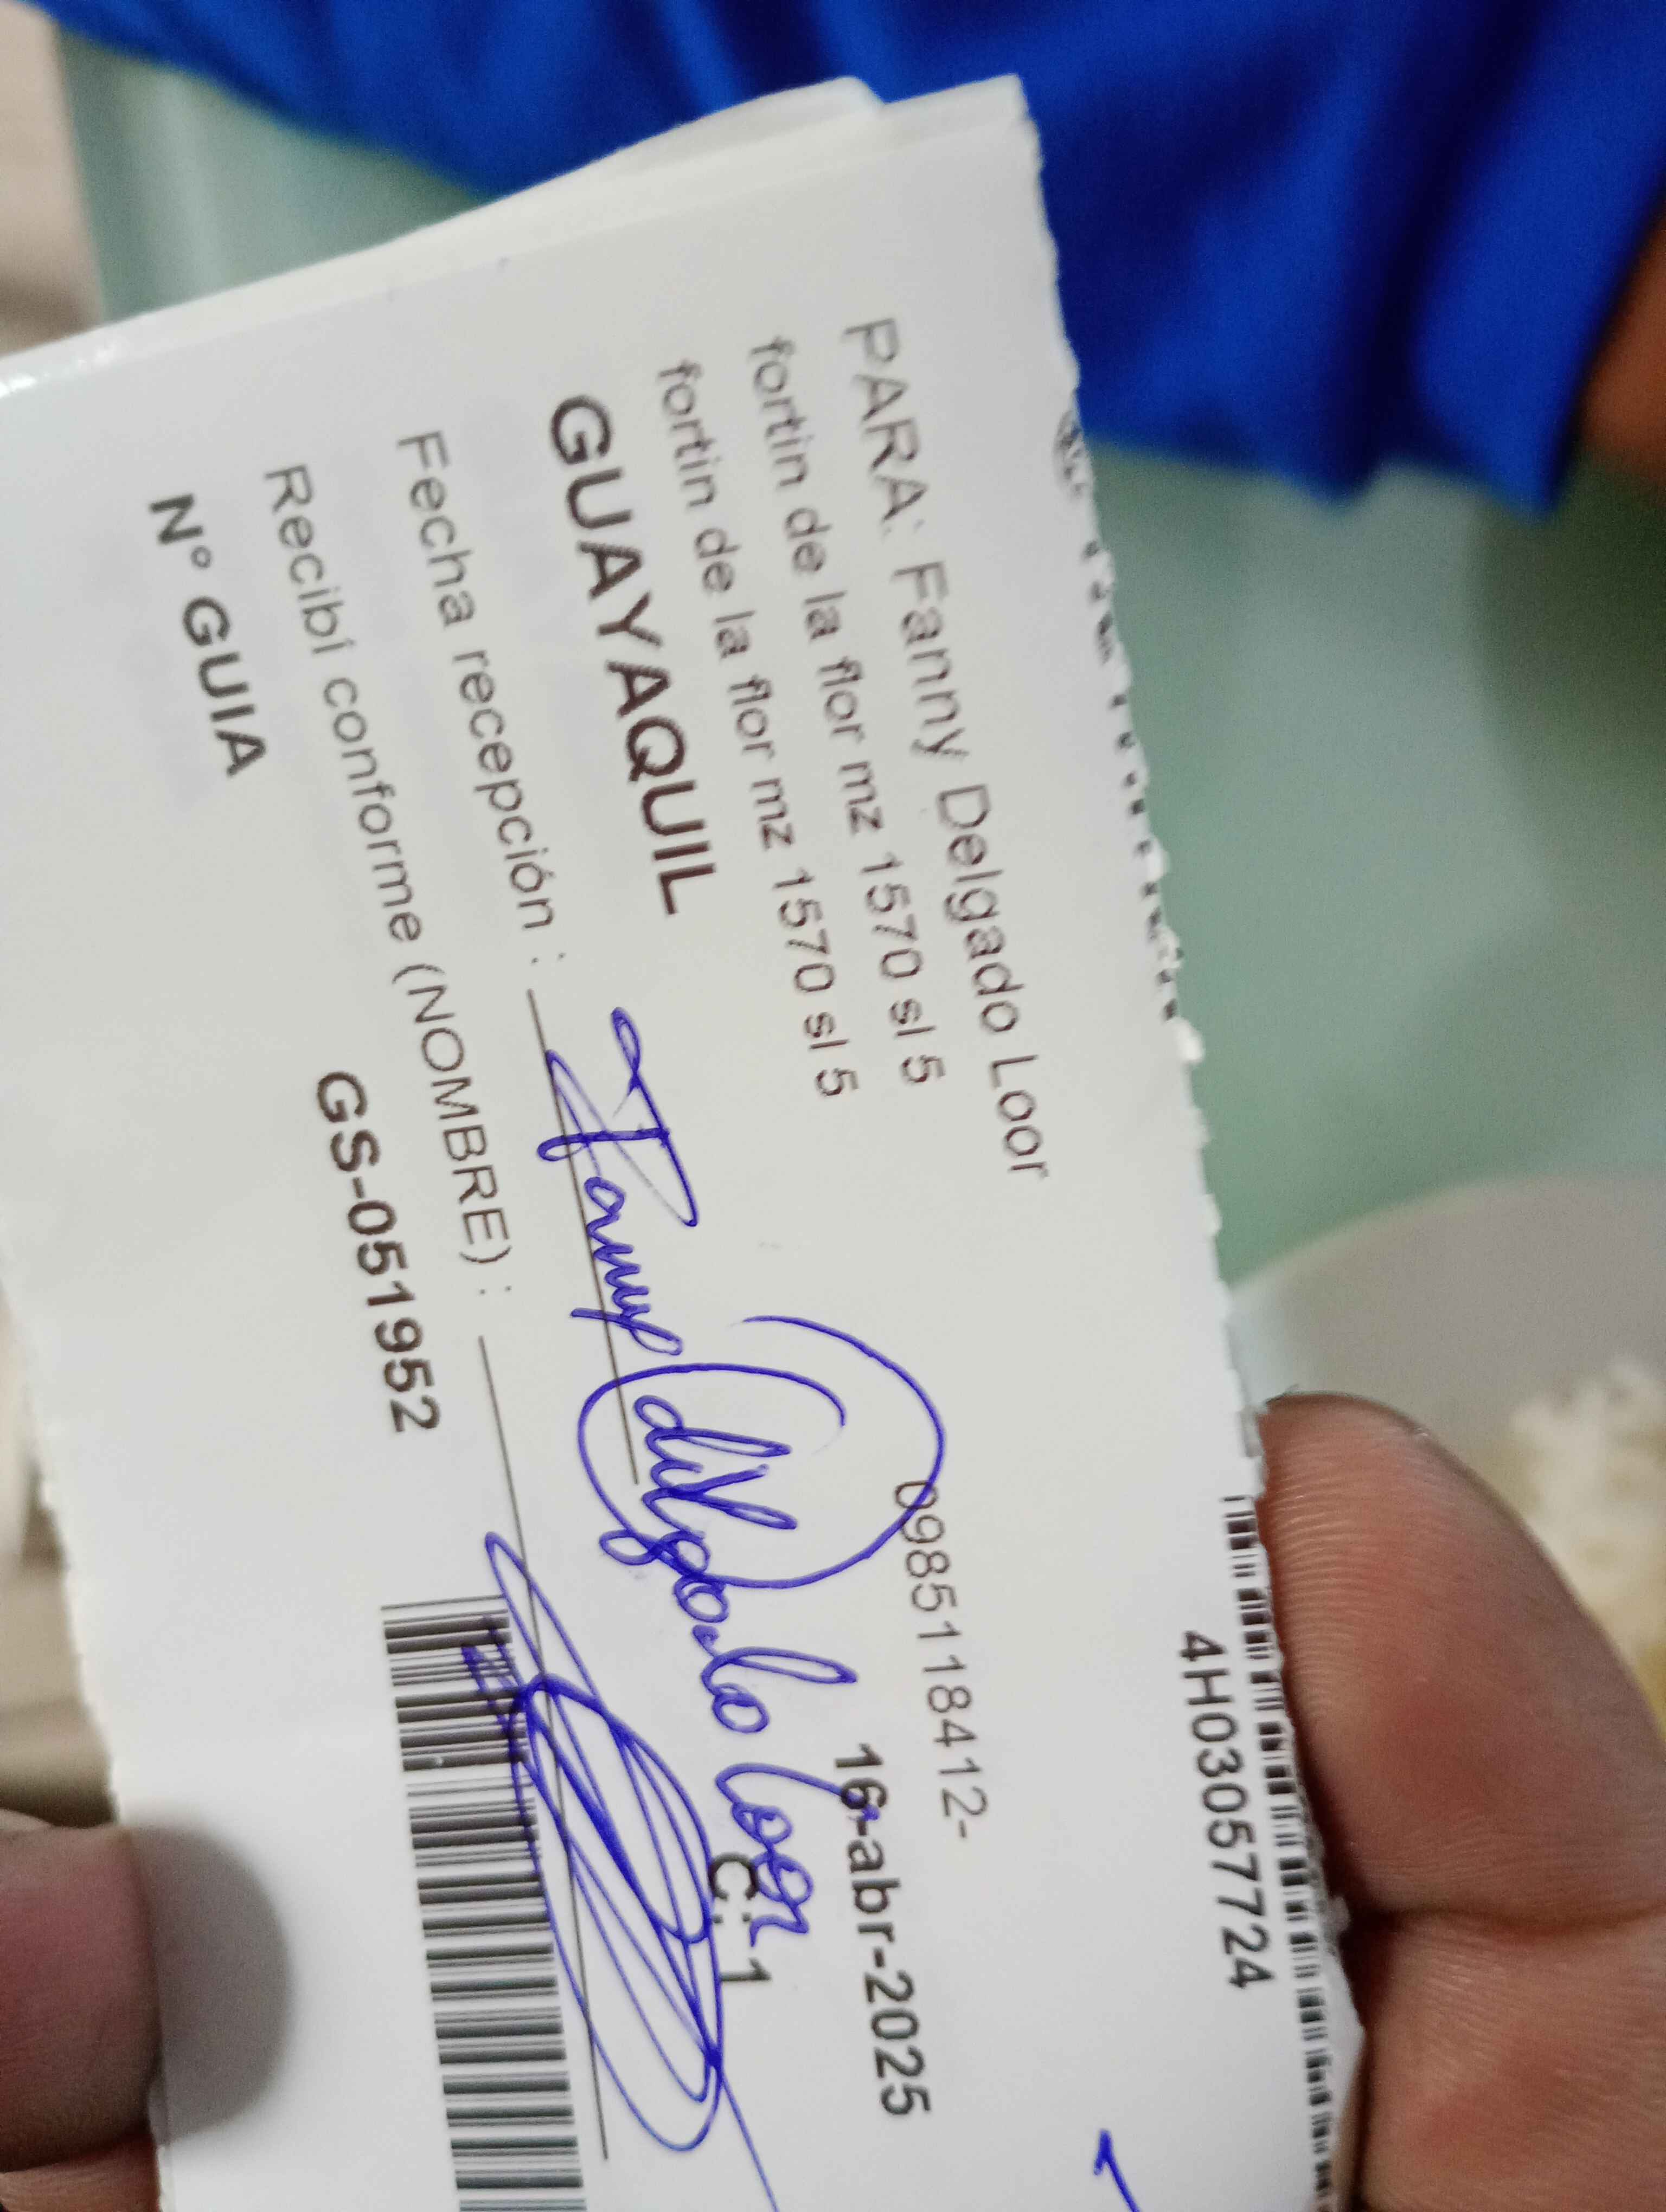 4H03057724
PARA: Fanny Delgado Loor
fortin de la flor mz 1570 sl 5 0985118412-
fortin de la flor mz 1570 sl 5
GUAYAQUIL 16-abr-2025
Fecha recepción : Fanny Delgado Loor C: 1
Recibí conforme (NOMBRE) :
N° GUIA GS-051952